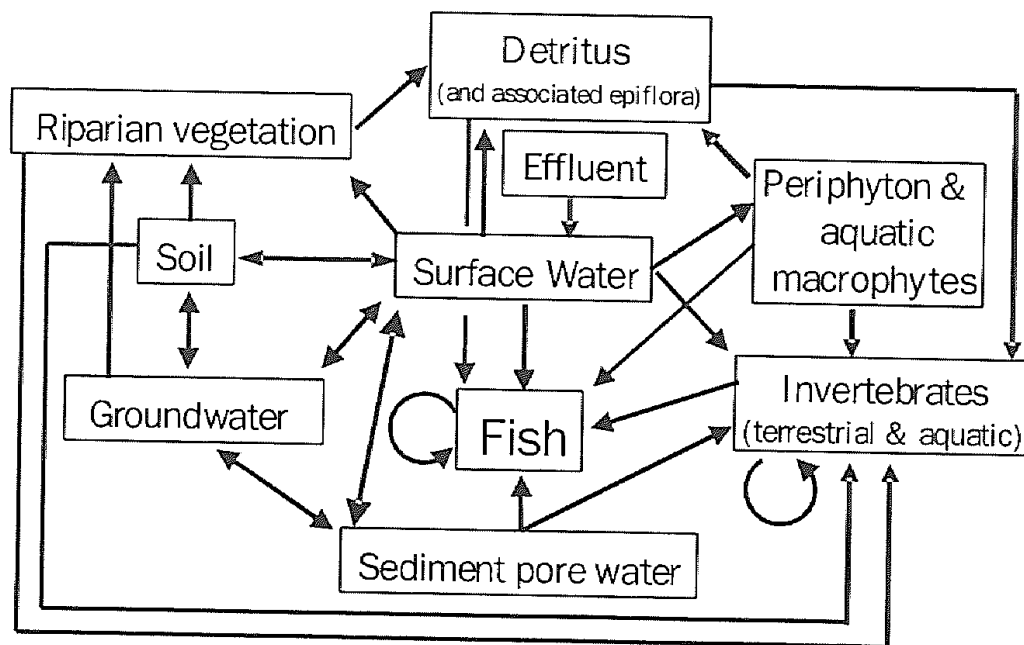 Detritus
(and associated epiflora)
Riparian vegetation
Effluent
Periphyton &
aquatic
macrophytes
Soil
Surface Water
Groundwater
Fish
Invertebrates
(terrestrial & aquatic)
Sediment pore water